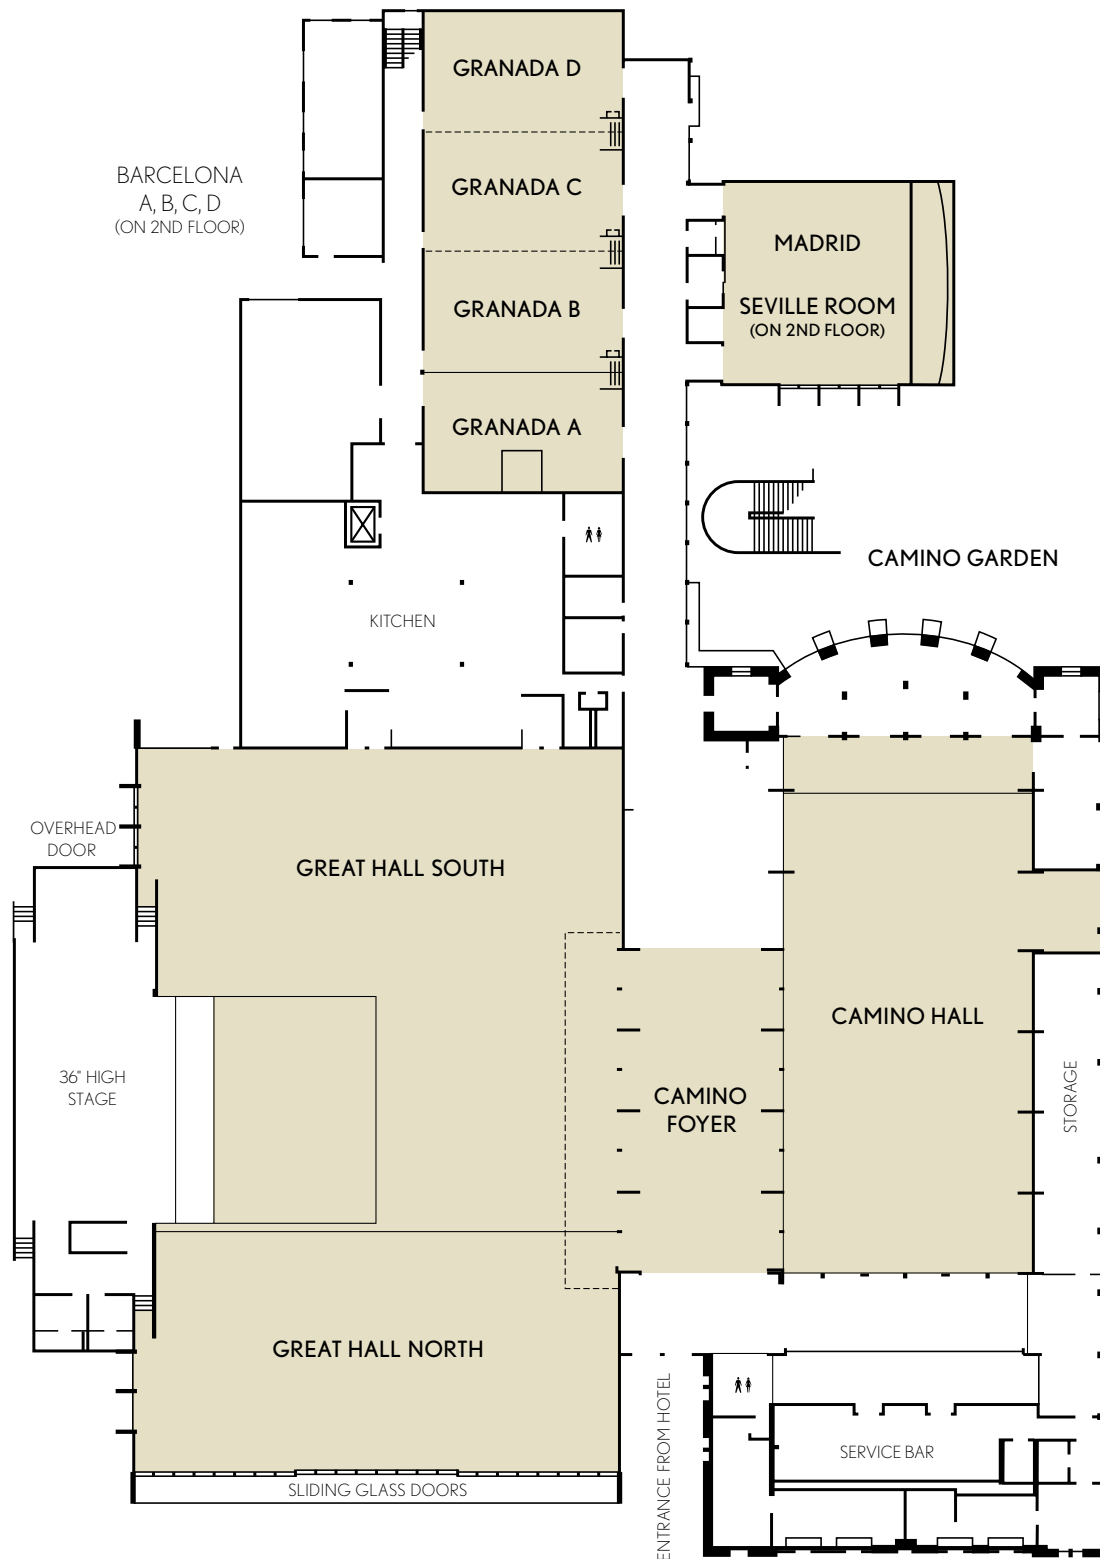 GRANADA D
BARCELONA
A, B, C, D
(ON 2ND FLOOR)
GRANADA C
MADRID
SEVILLE ROOM
(ON 2ND FLOOR)
GRANADA B
GRANADA A
CAMINO GARDEN
KITCHEN
OVERHEAD
DOOR
GREAT HALL SOUTH
CAMINO HALL
36" HIGH
STAGE
CAMINO
FOYER
STORAGE
GREAT HALL NORTH
ENTRANCE FROM HOTEL
SERVICE BAR
SLIDING GLASS DOORS